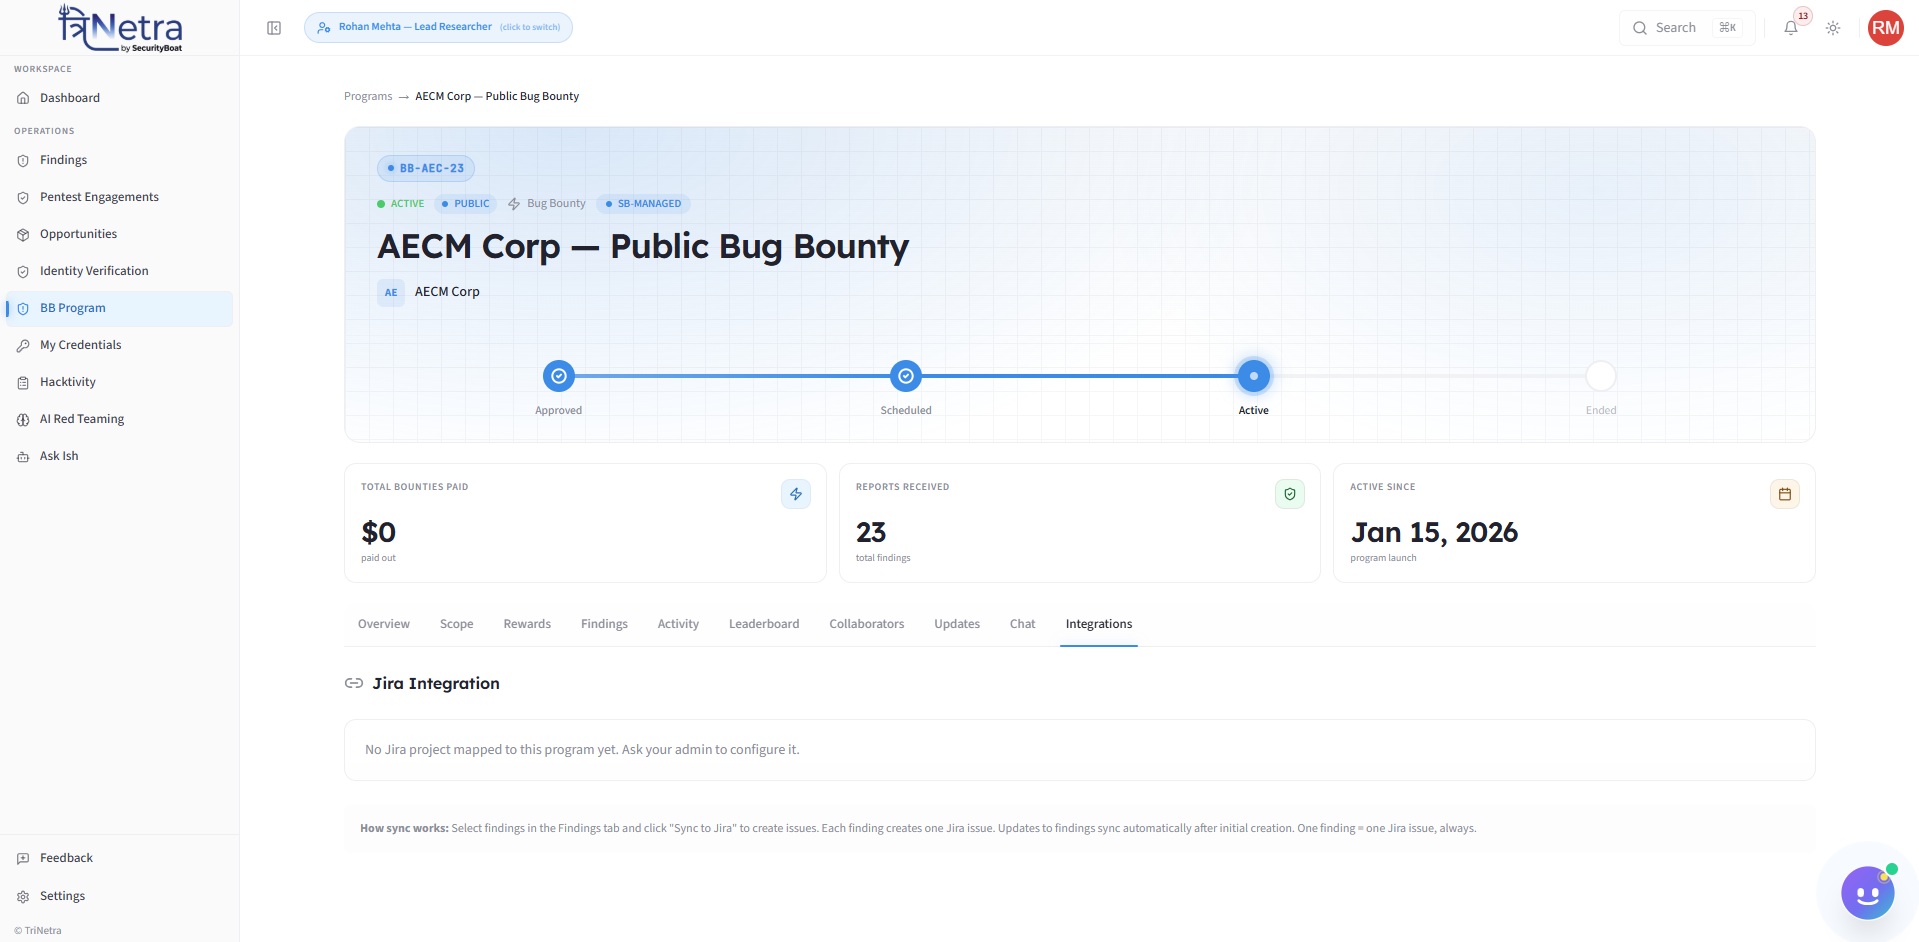 त्रिNetra
by SecurityBoat
Rohan Mehta — Lead Researcher (click to switch)
Search ⌘K
13
RM
WORKSPACE
Dashboard
OPERATIONS
Findings
Pentest Engagements
Opportunities
Identity Verification
BB Program
My Credentials
Hacktivity
AI Red Teaming
Ask Ish
Feedback
Settings
© TriNetra
Programs → AECM Corp — Public Bug Bounty
BB-AEC-23
ACTIVE PUBLIC Bug Bounty SB-MANAGED
AECM Corp — Public Bug Bounty
AE AECM Corp
Approved Scheduled Active Ended
TOTAL BOUNTIES PAID
$0
paid out
REPORTS RECEIVED
23
total findings
ACTIVE SINCE
Jan 15, 2026
program launch
Overview Scope Rewards Findings Activity Leaderboard Collaborators Updates Chat Integrations
Jira Integration
No Jira project mapped to this program yet. Ask your admin to configure it.
How sync works: Select findings in the Findings tab and click "Sync to Jira" to create issues. Each finding creates one Jira issue. Updates to findings sync automatically after initial creation. One finding = one Jira issue, always.